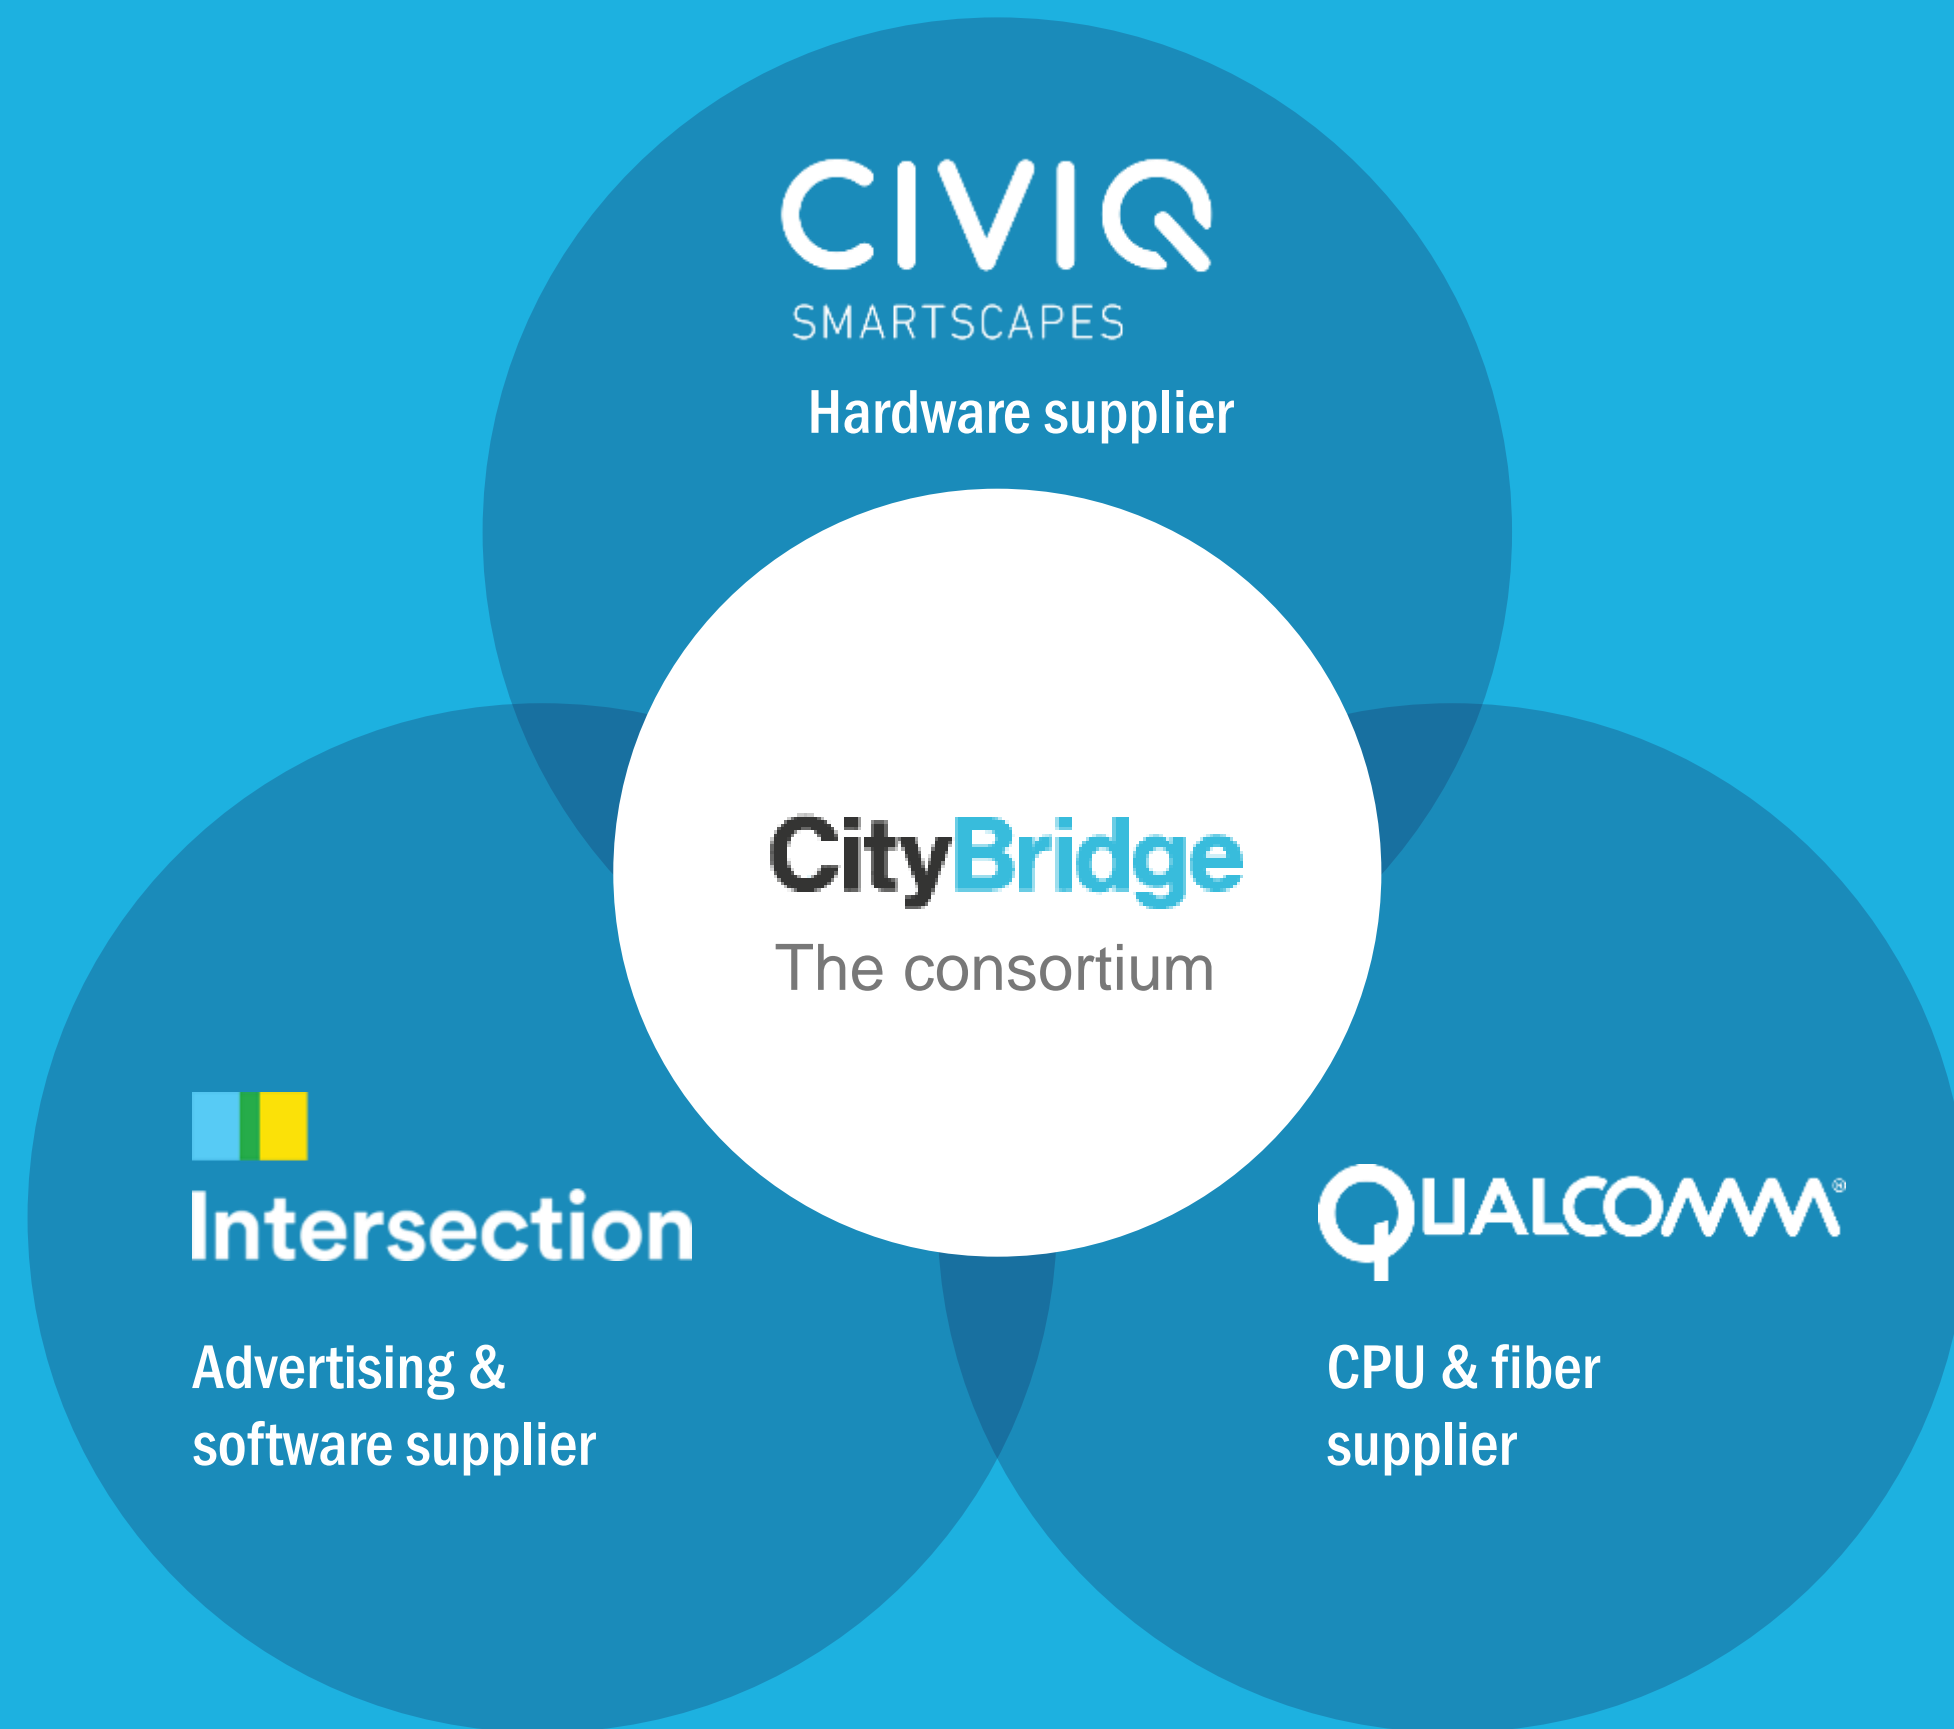 CIVIQ
SMARTSCAPES
Hardware supplier
CityBridge
The consortium
Intersection
Advertising &
software supplier
QUALCOMM®
CPU & fiber
supplier